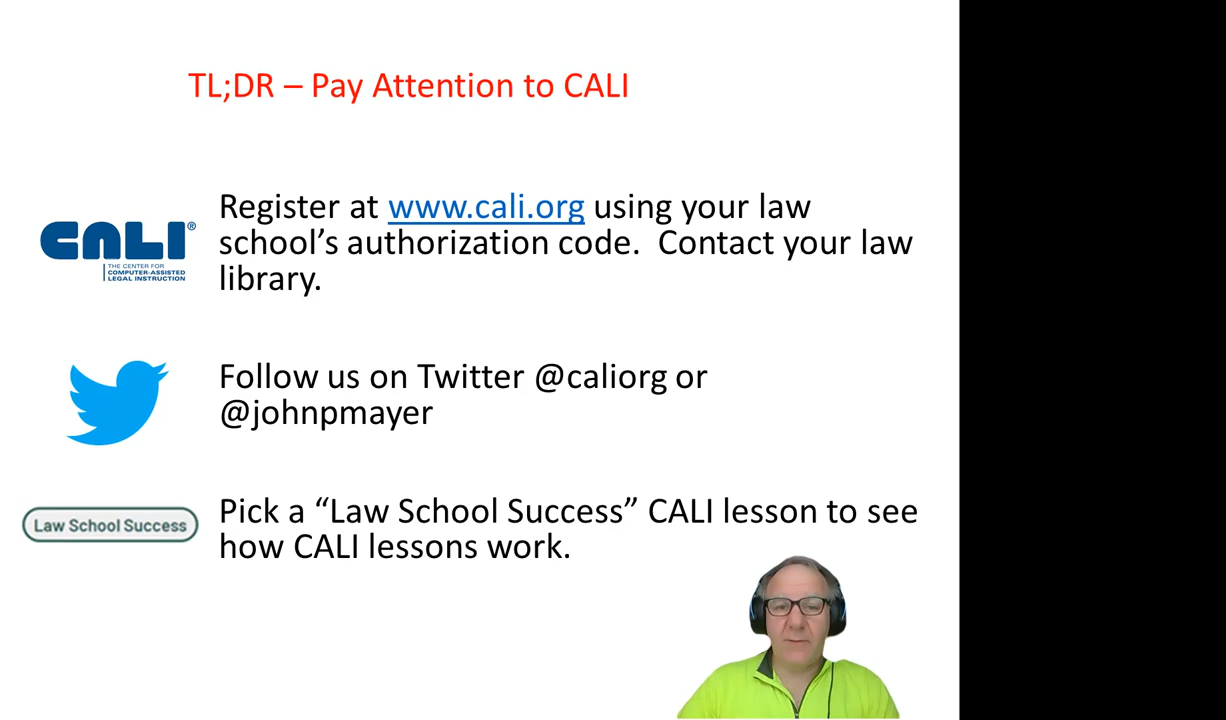 TL;DR – Pay Attention to CALI
Register at www.cali.org using your law
school’s authorization code.  Contact your law
library.
CALI®
THE CENTER FOR
COMPUTER-ASSISTED
LEGAL INSTRUCTION
Follow us on Twitter @caliorg or
@johnpmayer
Law School Success
Pick a “Law School Success” CALI lesson to see
how CALI lessons work.